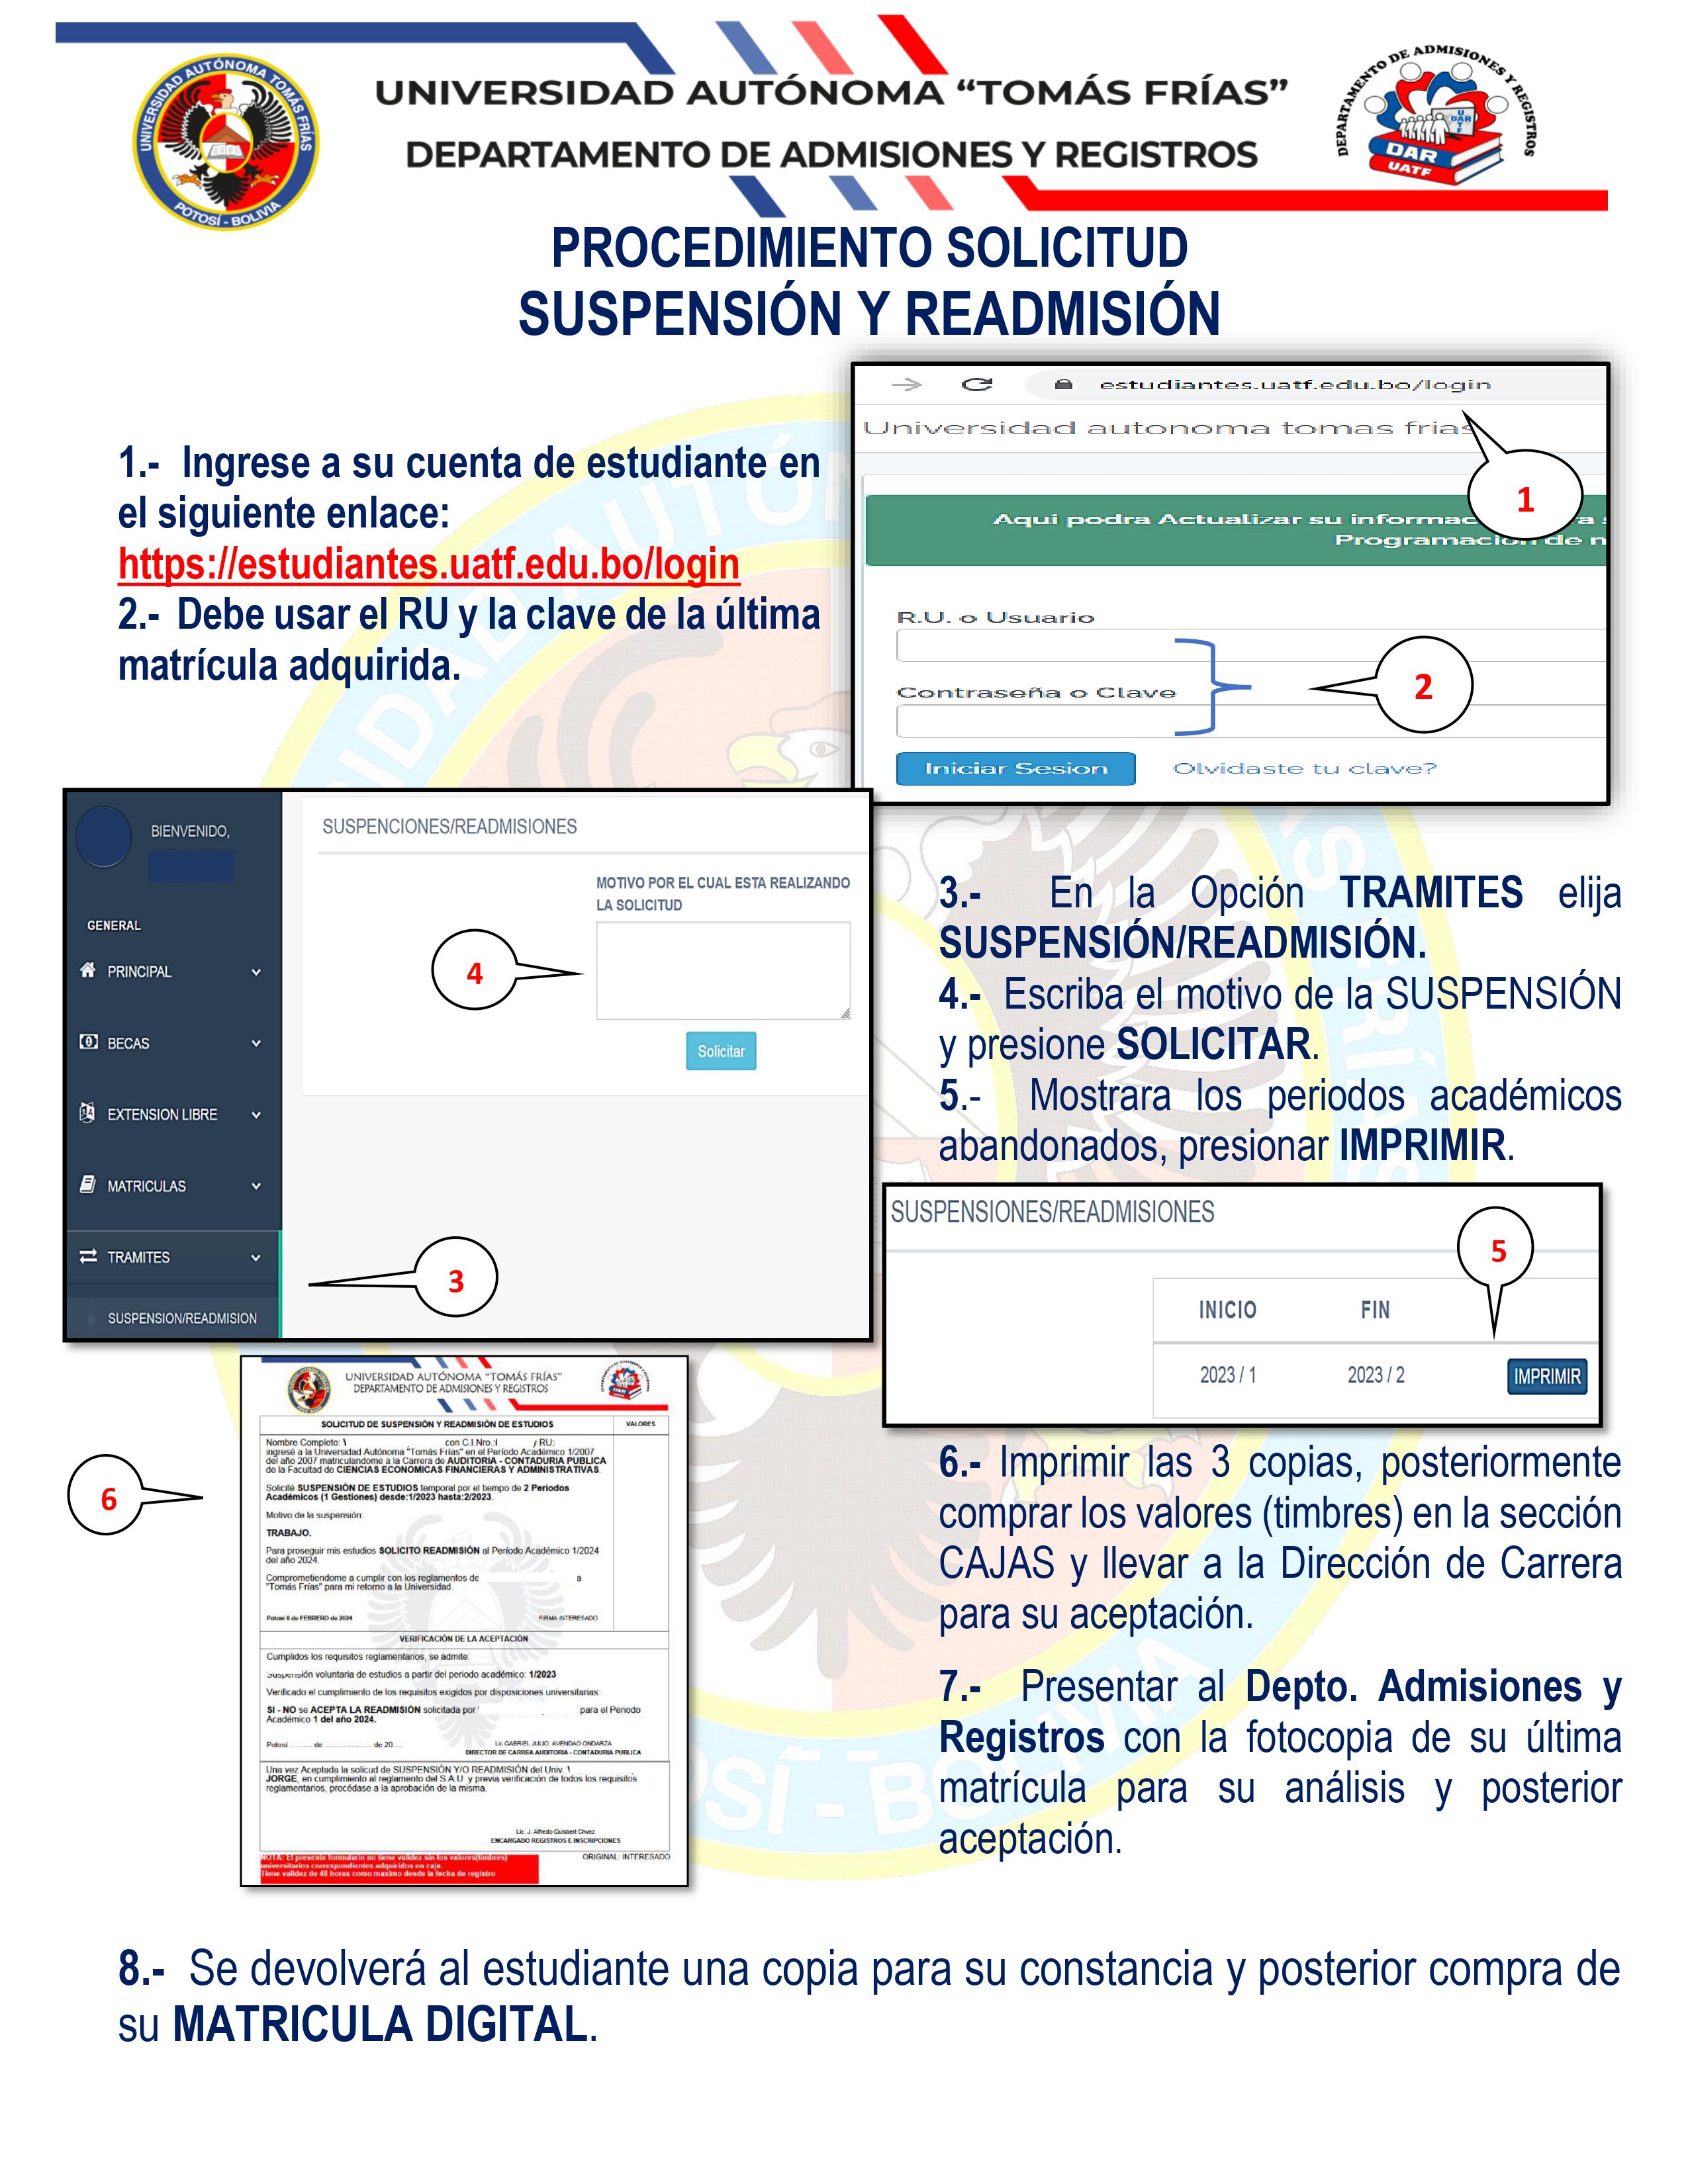 UNIVERSIDAD AUTÓNOMA TOMÁS FRÍAS
POTOSÍ - BOLIVIA
UNIVERSIDAD AUTÓNOMA “TOMÁS FRÍAS”
DEPARTAMENTO DE ADMISIONES Y REGISTROS
DEPARTAMENTO DE ADMISIONES Y REGISTROS
DAR
UATF
PROCEDIMIENTO SOLICITUD
SUSPENSIÓN Y READMISIÓN
1.- Ingrese a su cuenta de estudiante en
el siguiente enlace:
https://estudiantes.uatf.edu.bo/login
2.- Debe usar el RU y la clave de la última
matrícula adquirida.
estudiantes.uatf.edu.bo/login
Universidad autonoma tomas frias
1
Aqui podra Actualizar su informac
Programacion de m
R.U. o Usuario
2
Contraseña o Clave
Iniciar Sesion Olvidaste tu clave?
BIENVENIDO,
GENERAL
PRINCIPAL
BECAS
EXTENSION LIBRE
MATRICULAS
TRAMITES
SUSPENSION/READMISION
SUSPENCIONES/READMISIONES
MOTIVO POR EL CUAL ESTA REALIZANDO
LA SOLICITUD
4
Solicitar
3
3.- En la Opción TRAMITES elija
SUSPENSIÓN/READMISIÓN.
4.- Escriba el motivo de la SUSPENSIÓN
y presione SOLICITAR.
5.- Mostrara los periodos académicos
abandonados, presionar IMPRIMIR.
SUSPENSIONES/READMISIONES
5
INICIO FIN
2023 / 1 2023 / 2 IMPRIMIR
6
UNIVERSIDAD AUTÓNOMA "TOMÁS FRÍAS"
DEPARTAMENTO DE ADMISIONES Y REGISTROS
SOLICITUD DE SUSPENSIÓN Y READMISIÓN DE ESTUDIOS VALORES
Nombre Completo: con C.I.Nro.: / RU:
ingresé a la Universidad Autónoma "Tomás Frías" en el Período Académico 1/2007
del año 2007 matriculandome a la Carrera de AUDITORIA - CONTADURIA PUBLICA
de la Facultad de CIENCIAS ECONOMICAS FINANCIERAS Y ADMINISTRATIVAS.
Solicité SUSPENSIÓN DE ESTUDIOS temporal por el tiempo de 2 Periodos
Académicos (1 Gestiones) desde:1/2023 hasta:2/2023.
Motivo de la suspensión:
TRABAJO.
Para proseguir mis estudios SOLICITO READMISIÓN al Período Académico 1/2024
del año 2024.
Comprometiendome a cumplir con los reglamentos de a
"Tomás Frías" para mi retorno a la Universidad.
Potosí 6 de FEBRERO de 2024 FIRMA INTERESADO
VERIFICACIÓN DE LA ACEPTACIÓN
Cumplidos los requisitos reglamentarios, se admite:
Suspensión voluntaria de estudios a partir del periodo académico: 1/2023
Verificado el cumplimiento de los requisitos exigidos por disposiciones universitarias:
SI - NO se ACEPTA LA READMISIÓN solicitada por para el Periodo
Académico 1 del año 2024.
Potosí .......... de .................... de 20....
Lic GABRIEL JULIO, AVENDAO ONDARZA
DIRECTOR DE CARREA AUDITORIA - CONTADURIA PUBLICA
Una vez Aceptada la solicud de SUSPENSIÓN Y/O READMISIÓN del Univ.
JORGE, en cumplimiento al reglamento del S.A.U. y previa verificación de todos los requisitos
reglamentarios, procédase a la aprobación de la misma.
Lic. J. Alfredo Cuisbert Chvez
ENCARGADO REGISTROS E INSCRIPCIONES
NOTA: El presente formulario no tiene validez sin los valores(timbres)
universitarios correspondientes adquiridos en caja.
Tiene validez de 48 horas como maximo desde la fecha de registro
ORIGINAL: INTERESADO
6.- Imprimir las 3 copias, posteriormente
comprar los valores (timbres) en la sección
CAJAS y llevar a la Dirección de Carrera
para su aceptación.
7.- Presentar al Depto. Admisiones y
Registros con la fotocopia de su última
matrícula para su análisis y posterior
aceptación.
8.- Se devolverá al estudiante una copia para su constancia y posterior compra de
su MATRICULA DIGITAL.